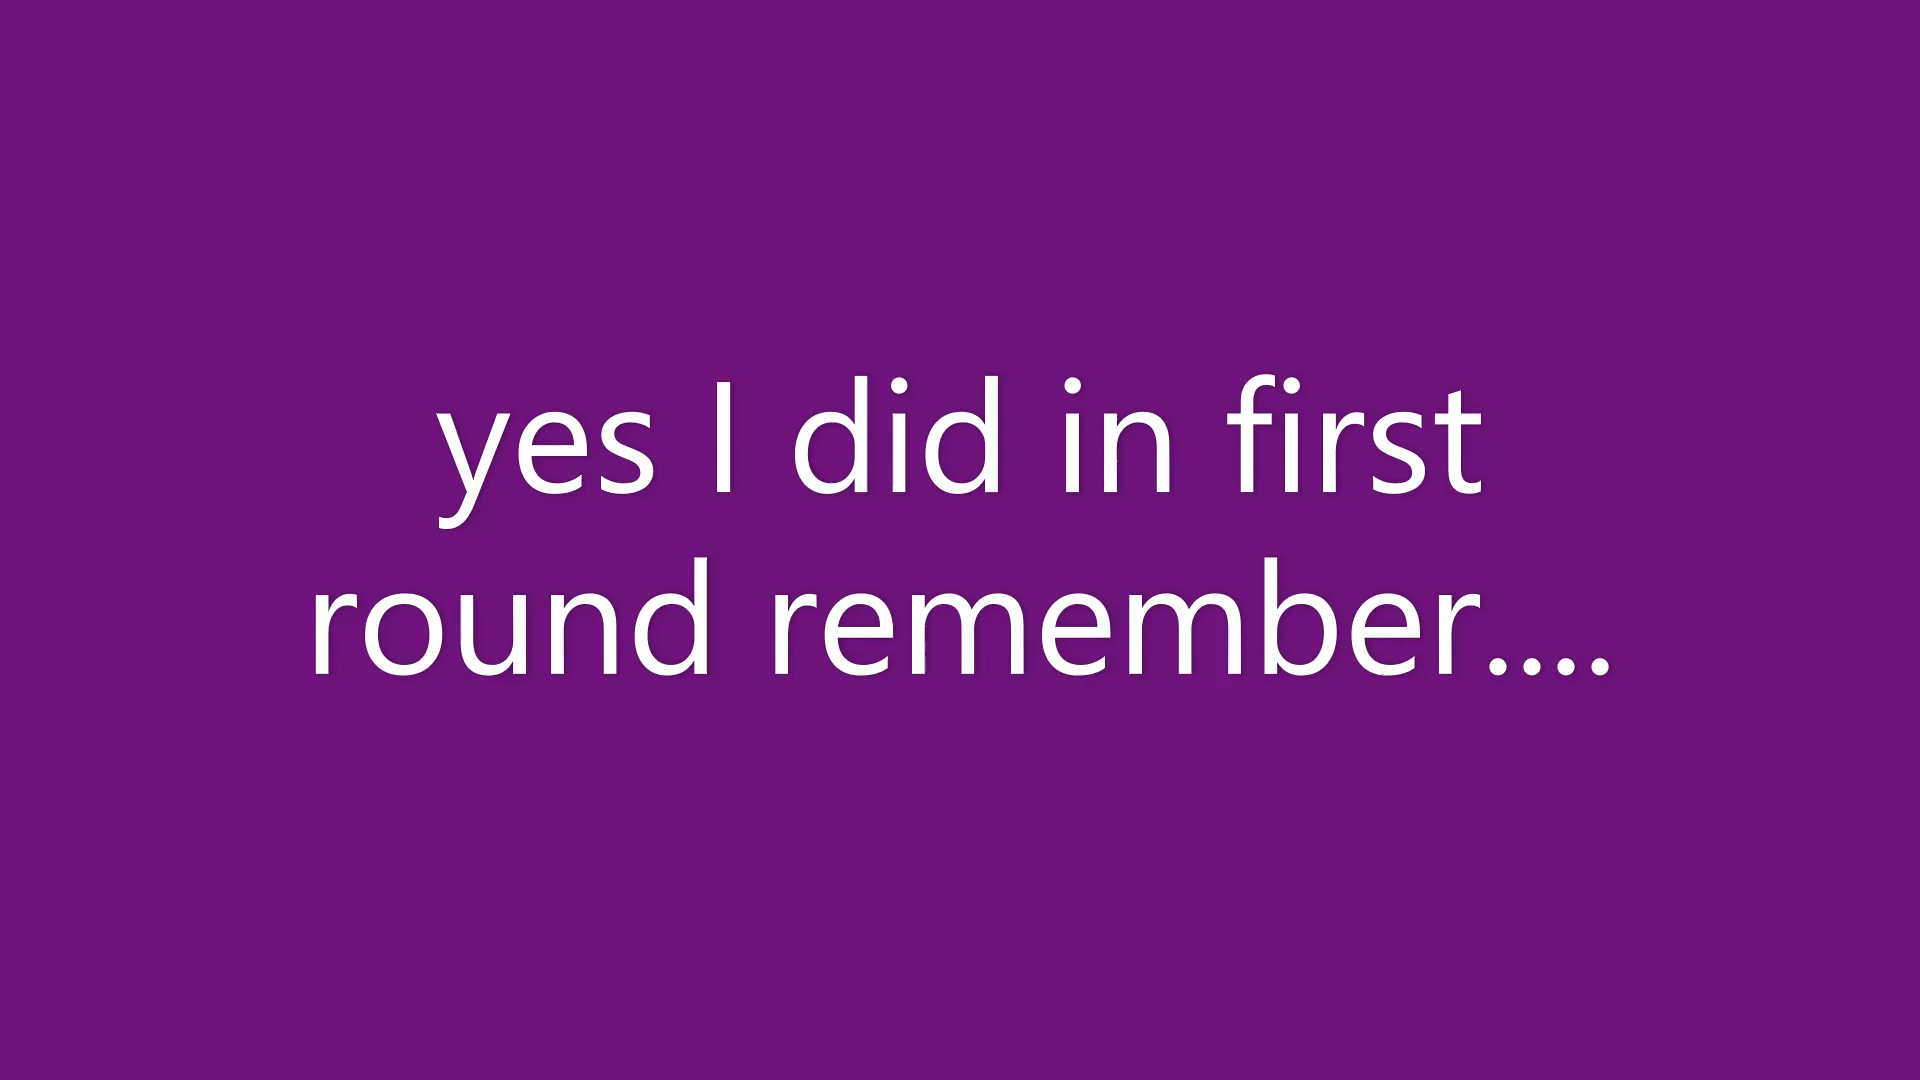 yes I did in first
round remember....